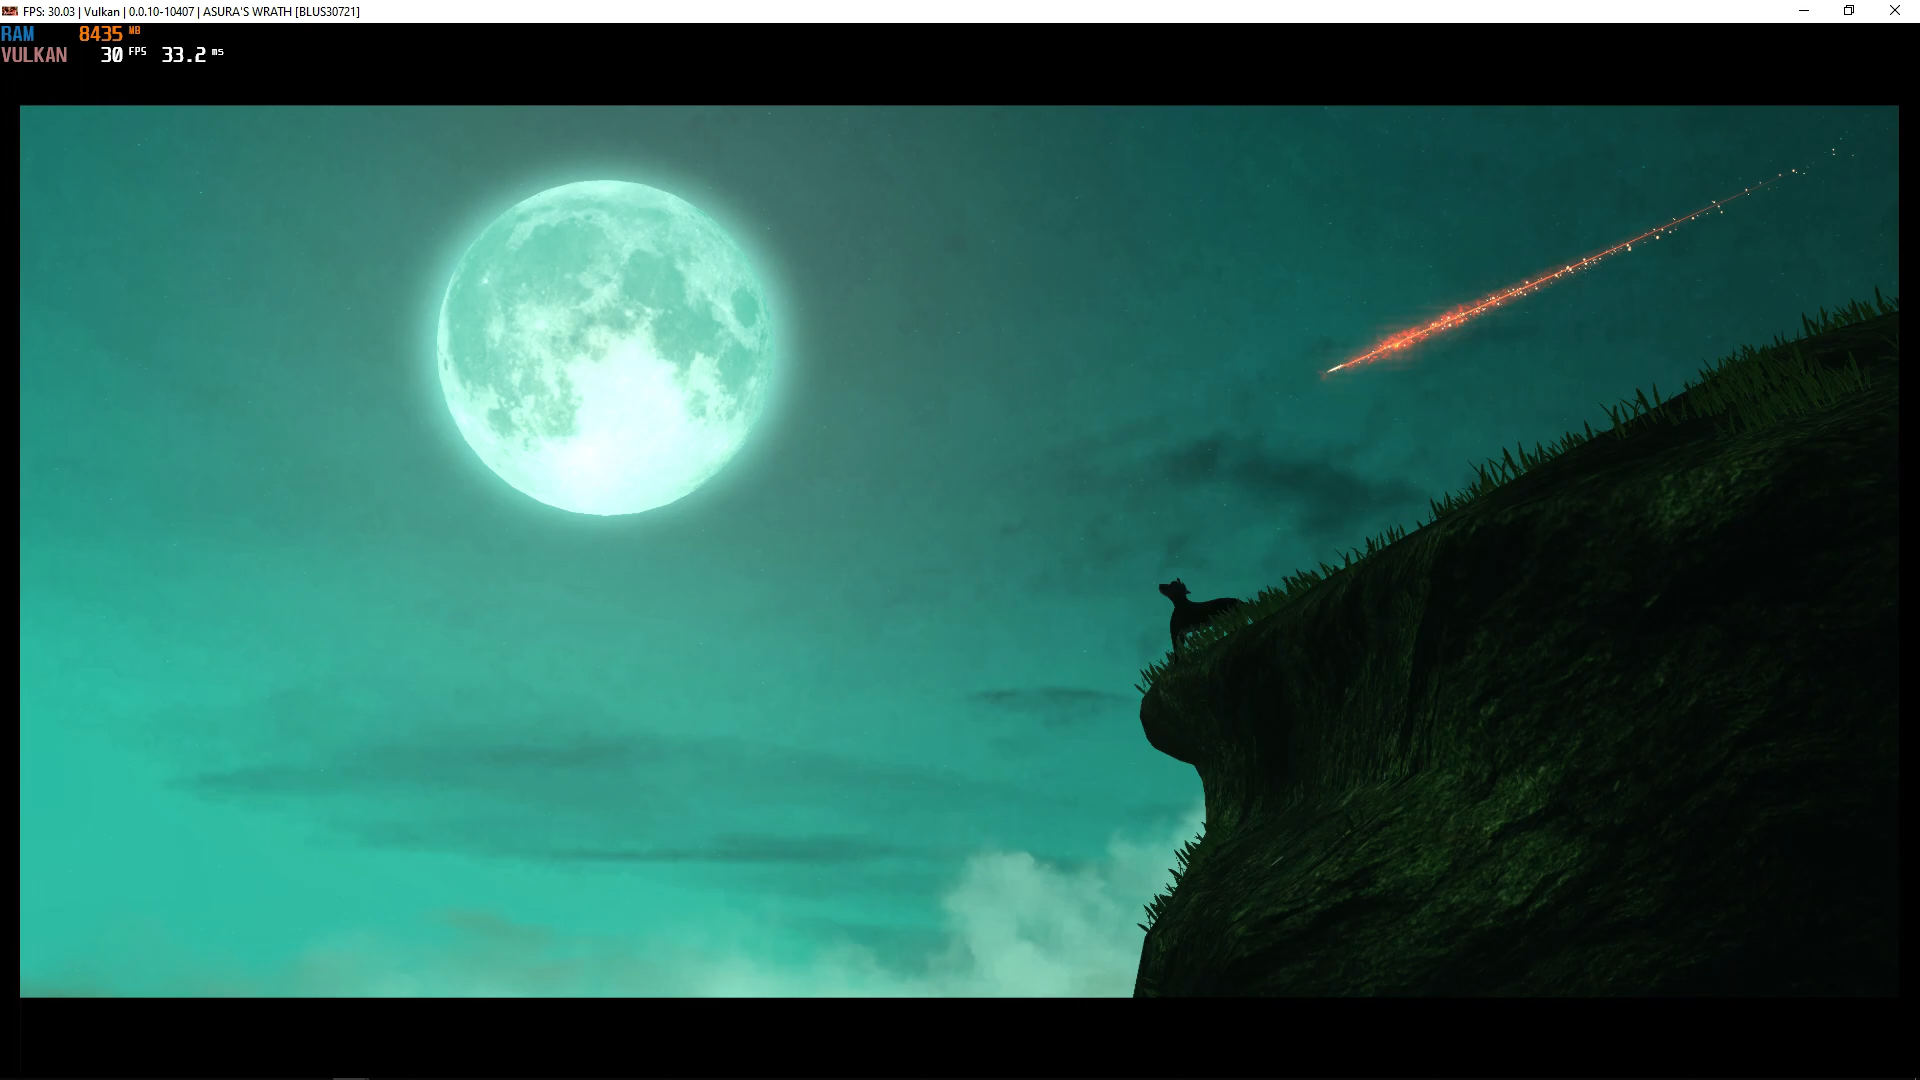 FPS: 30.03 | Vulkan | 0.0.10-10407 | ASURA'S WRATH [BLUS30721]
RAM 8435 MB
VULKAN 30 FPS 33.2 ms